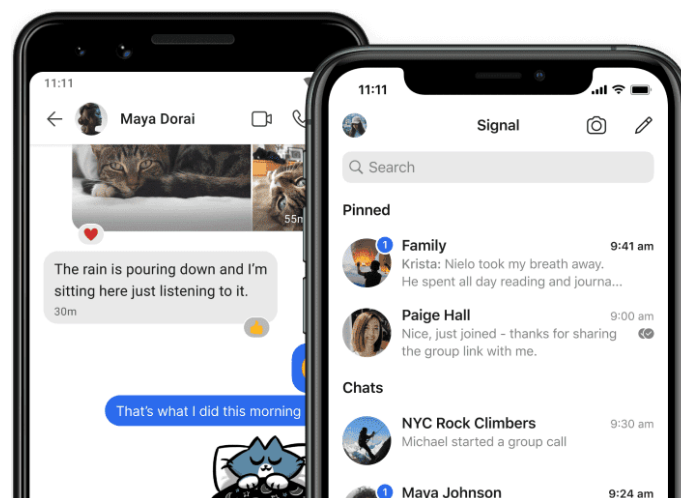 11:11
Maya Dorai
55m
The rain is pouring down and I'm
sitting here just listening to it.
30m
That's what I did this morning
11:11
Signal
Search
Pinned
1
Family
9:41 am
Krista: Nielo took my breath away.
He spent all day reading and journa...
Paige Hall
9:00 am
Nice, just joined - thanks for sharing
the group link with me.
Chats
NYC Rock Climbers
9:30 am
Michael started a group call
1
Maya Johnson
9:24 am